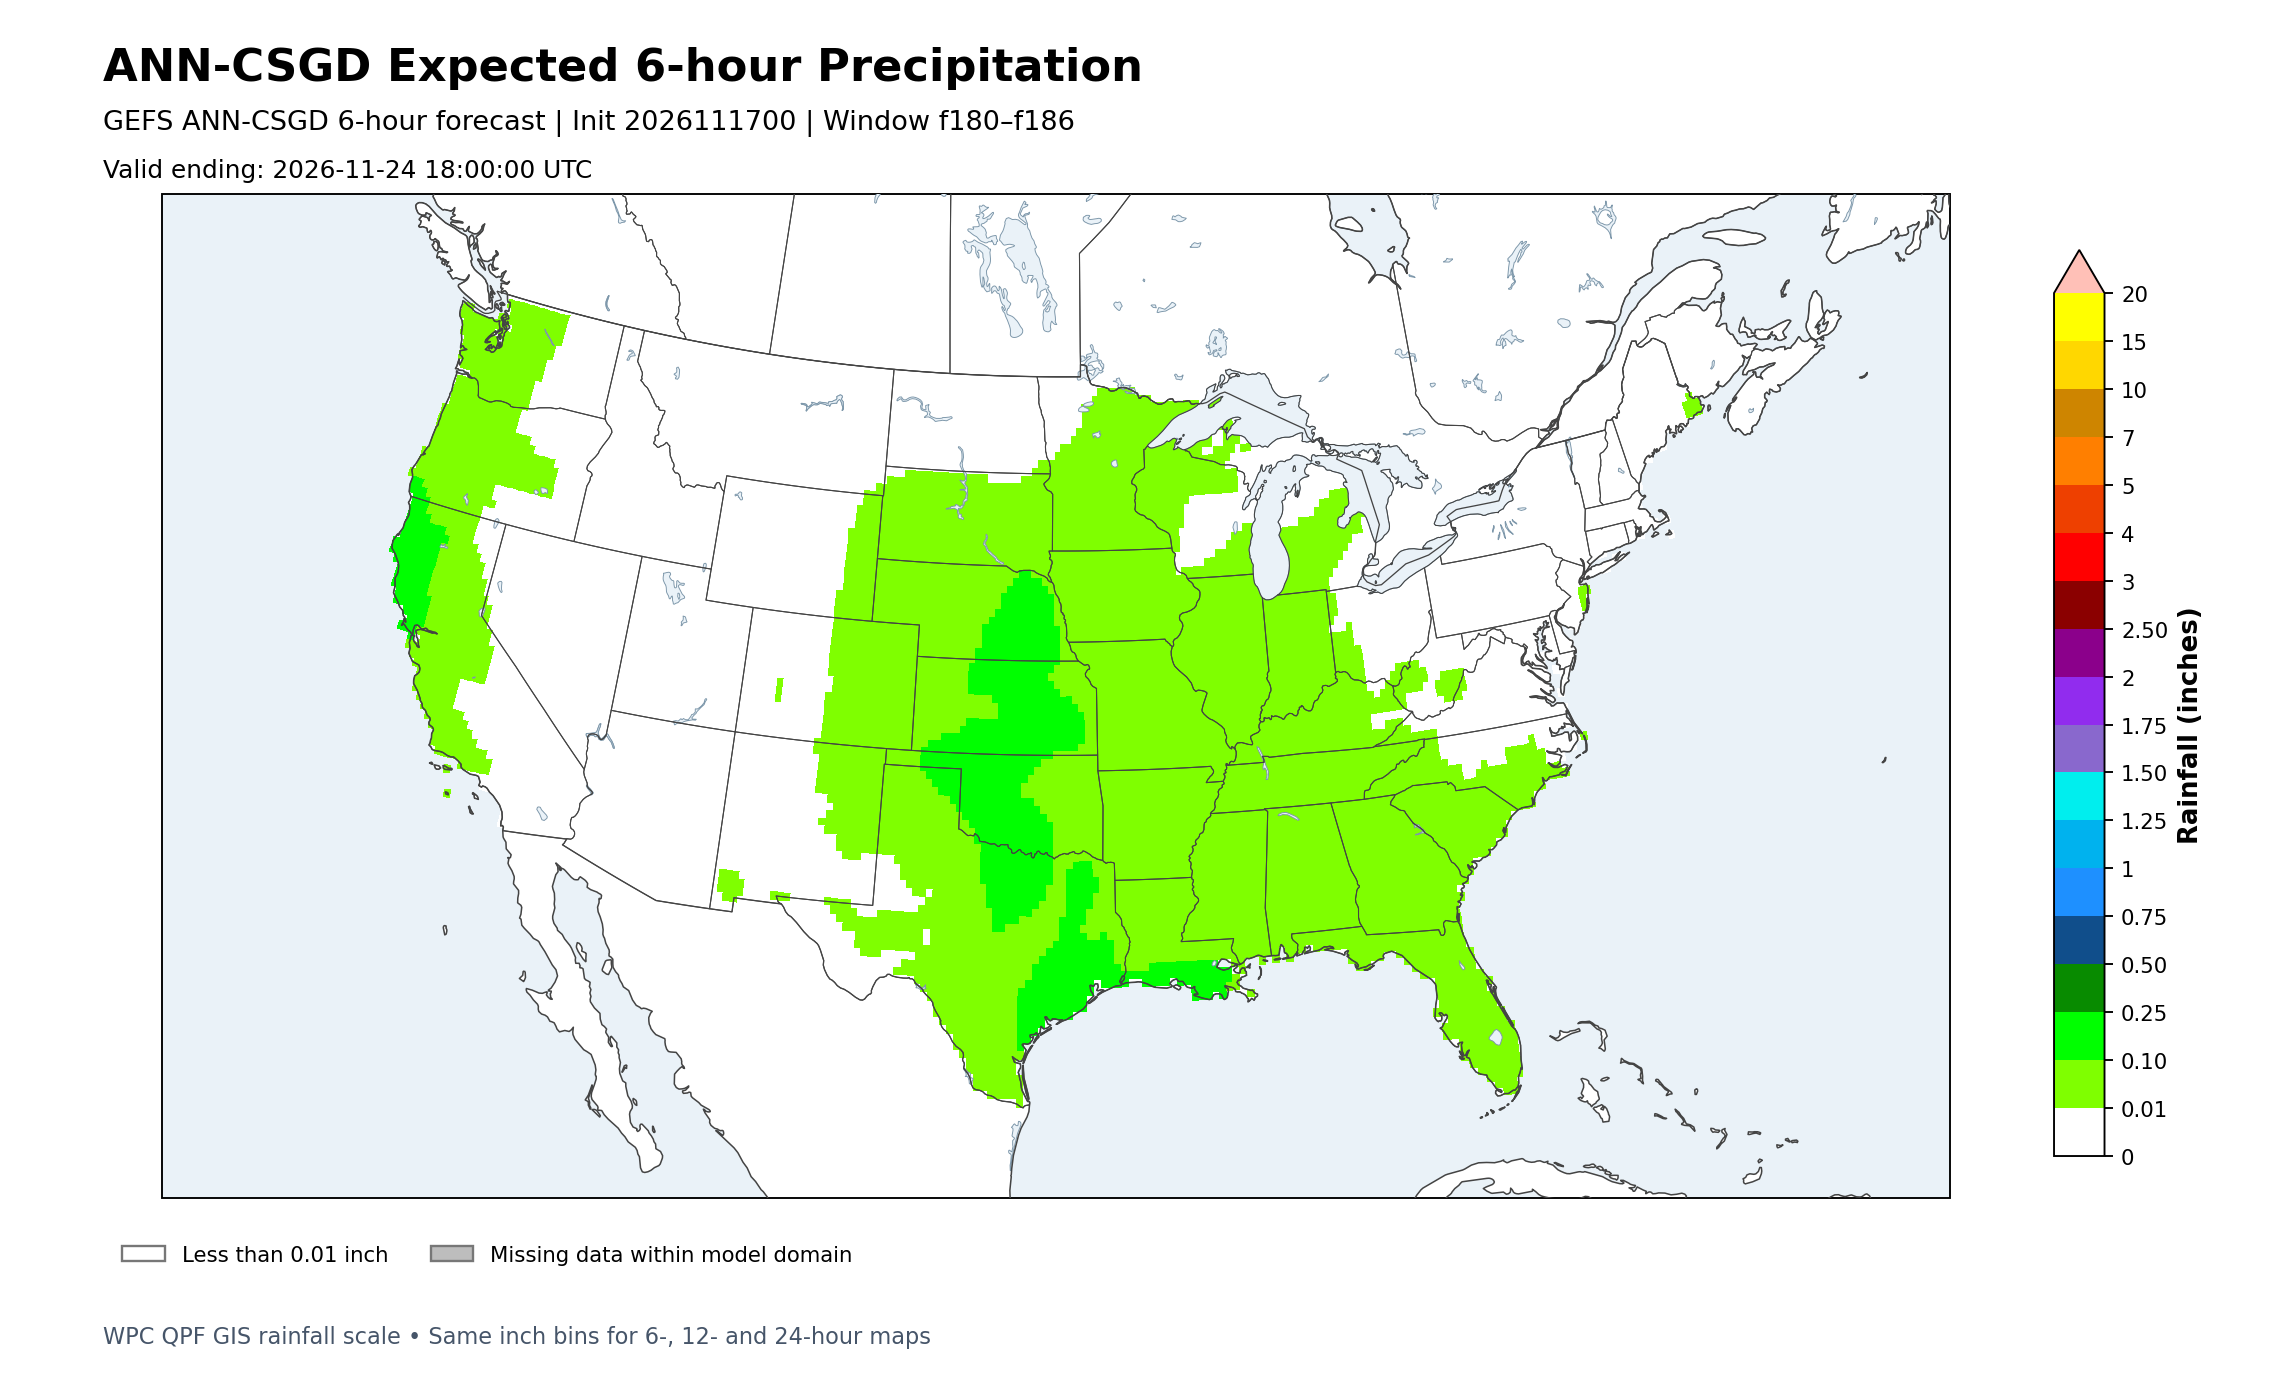 ANN-CSGD Expected 6-hour Precipitation
GEFS ANN-CSGD 6-hour forecast | Init 2026111700 | Window f180–f186
Valid ending: 2026-11-24 18:00:00 UTC
20
15
10
7
5
4
3
2.50
2
1.75
1.50
1.25
1
0.75
0.50
0.25
0.10
0.01
0
Rainfall (inches)
Less than 0.01 inch
Missing data within model domain
WPC QPF GIS rainfall scale • Same inch bins for 6-, 12- and 24-hour maps